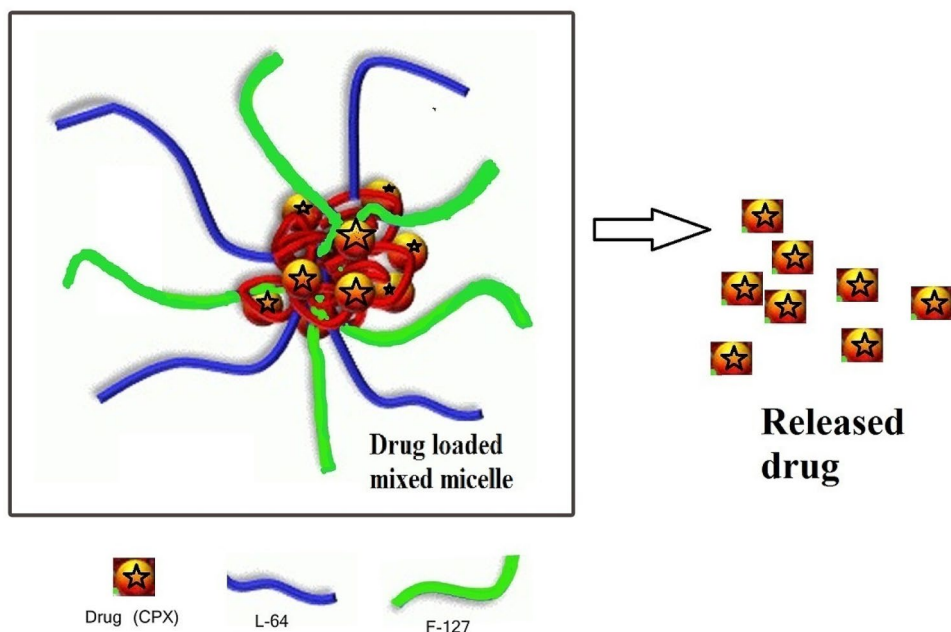 Drug loaded
mixed micelle
Released
drug
Drug (CPX)
L-64
F-127